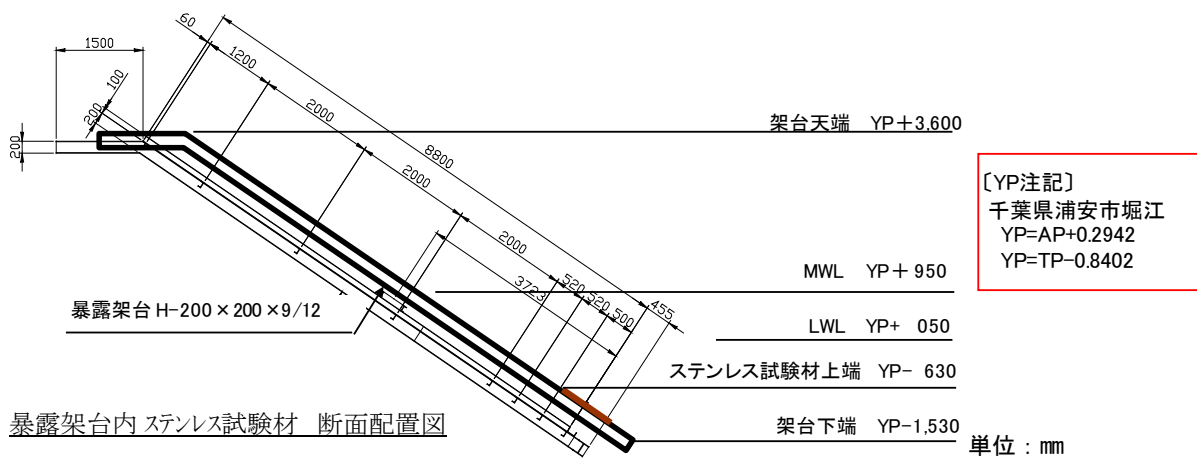 60
1500
1200
100
200
2000
架台天端 YP+3,600
200
8800
2000
〔YP注記〕
千葉県浦安市堀江
YP=AP+0.2942
YP=TP-0.8402
2000
3723
520
520
500
455
MWL YP+ 950
暴露架台 H-200×200×9/12
LWL YP+ 050
ステンレス試験材上端 YP- 630
暴露架台内 ステンレス試験材 断面配置図
架台下端 YP-1,530
単位：mm